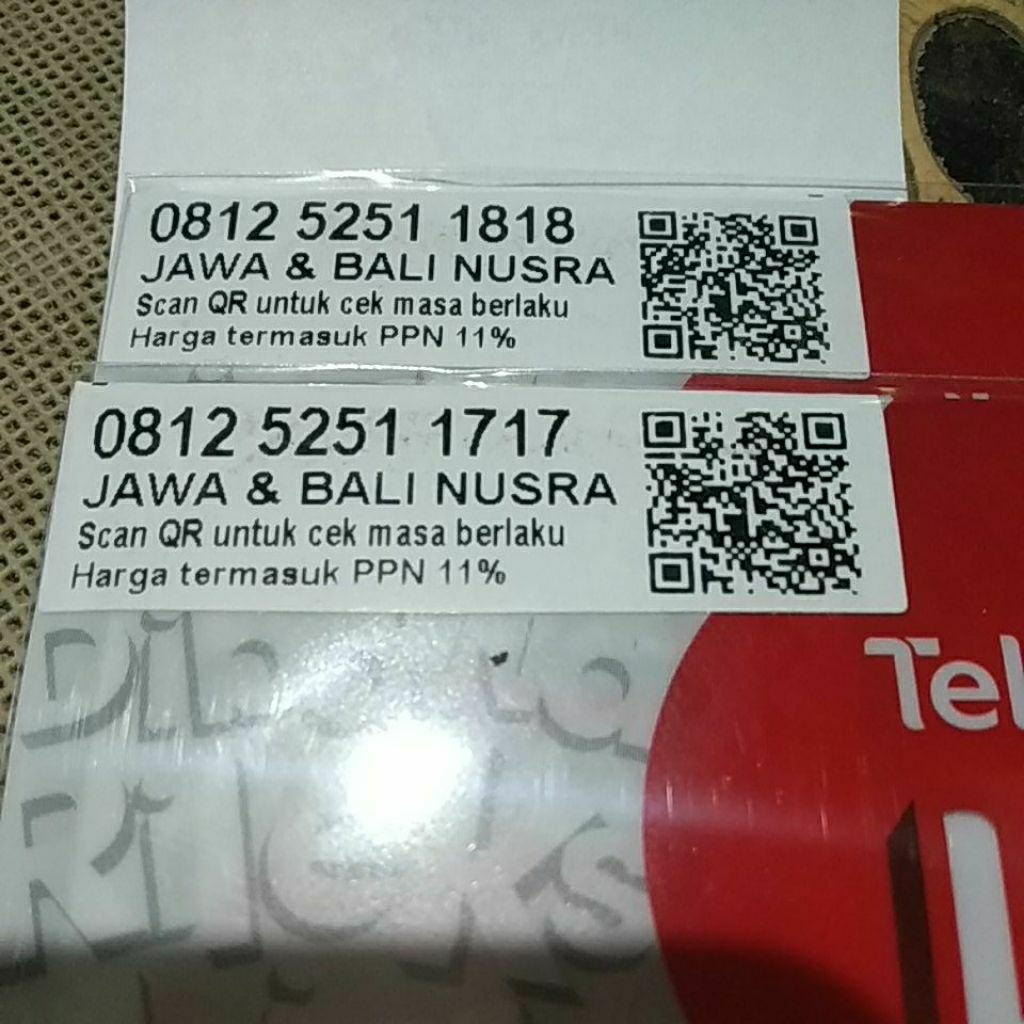 0812 5251 1818
JAWA & BALI NUSRA
Scan QR untuk cek masa berlaku
Harga termasuk PPN 11%
0812 5251 1717
JAWA & BALI NUSRA
Scan QR untuk cek masa berlaku
Harga termasuk PPN 11%
Tel